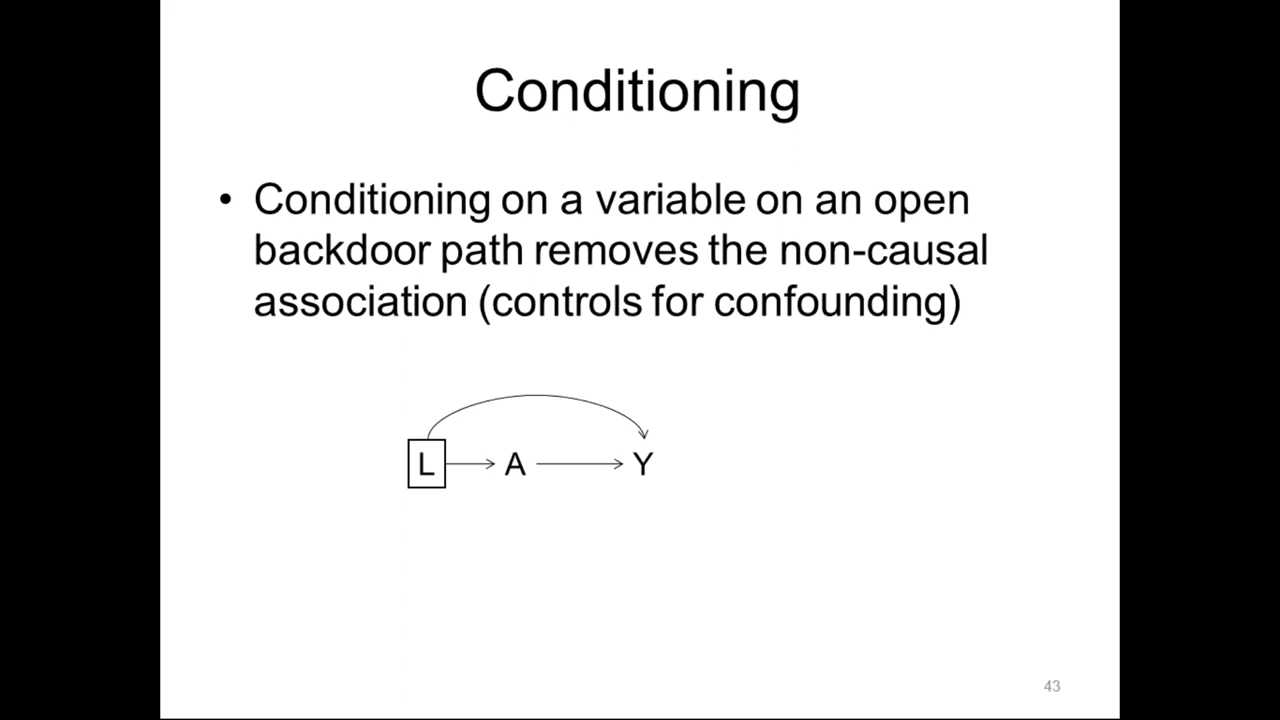 Conditioning
• Conditioning on a variable on an open
backdoor path removes the non-causal
association (controls for confounding)
L A Y
43